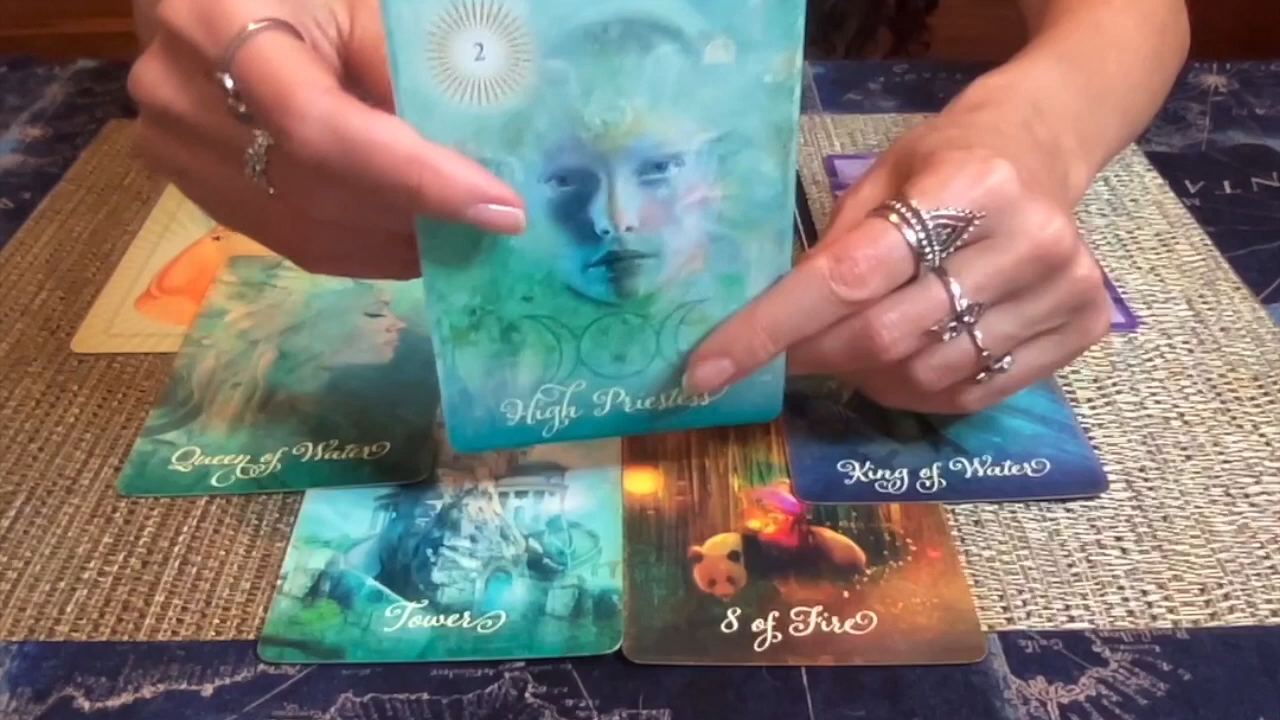 2
High Priestess
Queen of Water
King of Water
Tower
8 of Fire